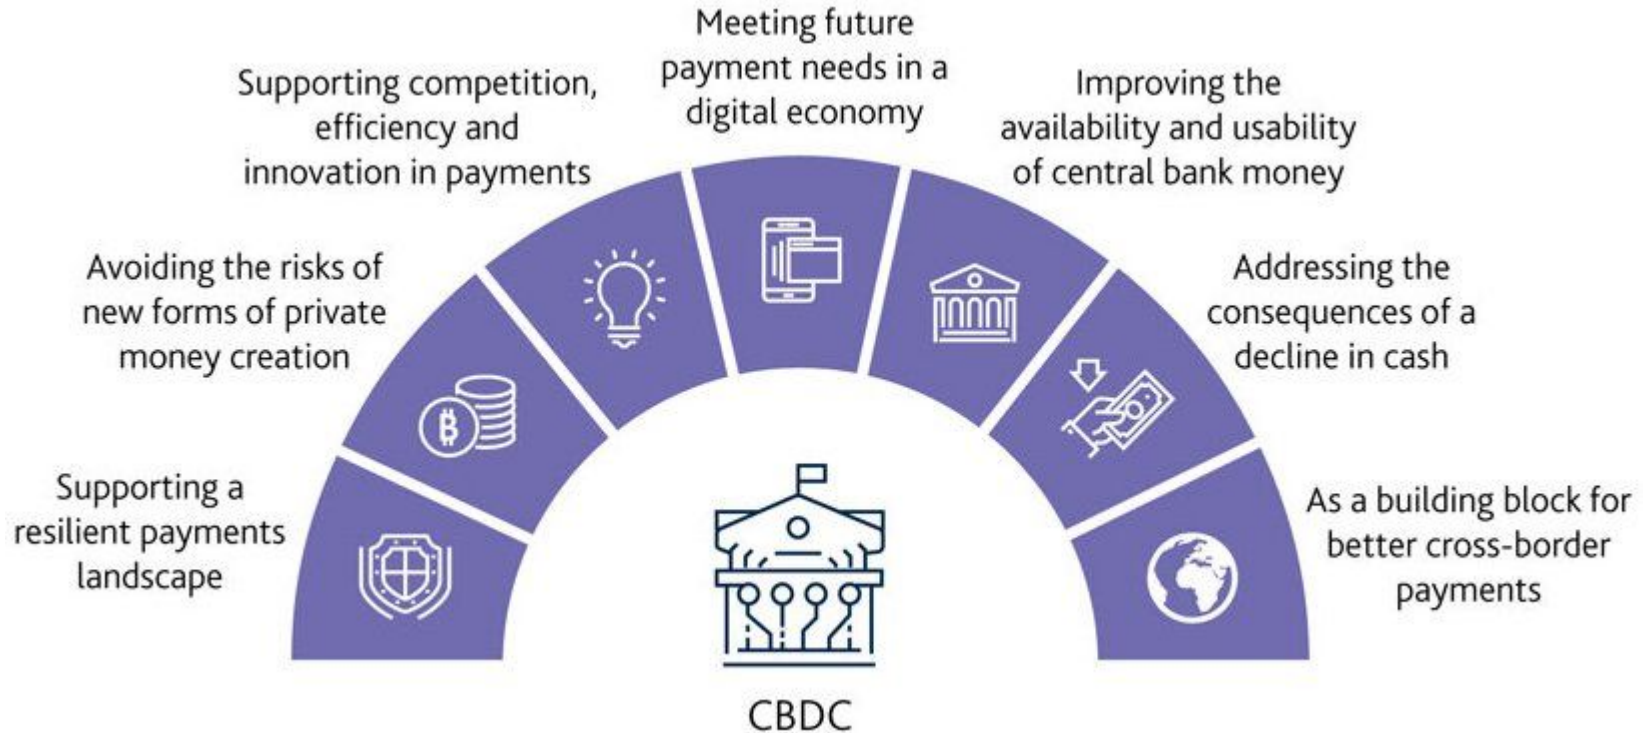 Meeting future
payment needs in a
digital economy
Supporting competition,
efficiency and
innovation in payments
Improving the
availability and usability
of central bank money
Avoiding the risks of
new forms of private
money creation
Addressing the
consequences of a
decline in cash
Supporting a
resilient payments
landscape
As a building block for
better cross-border
payments
CBDC